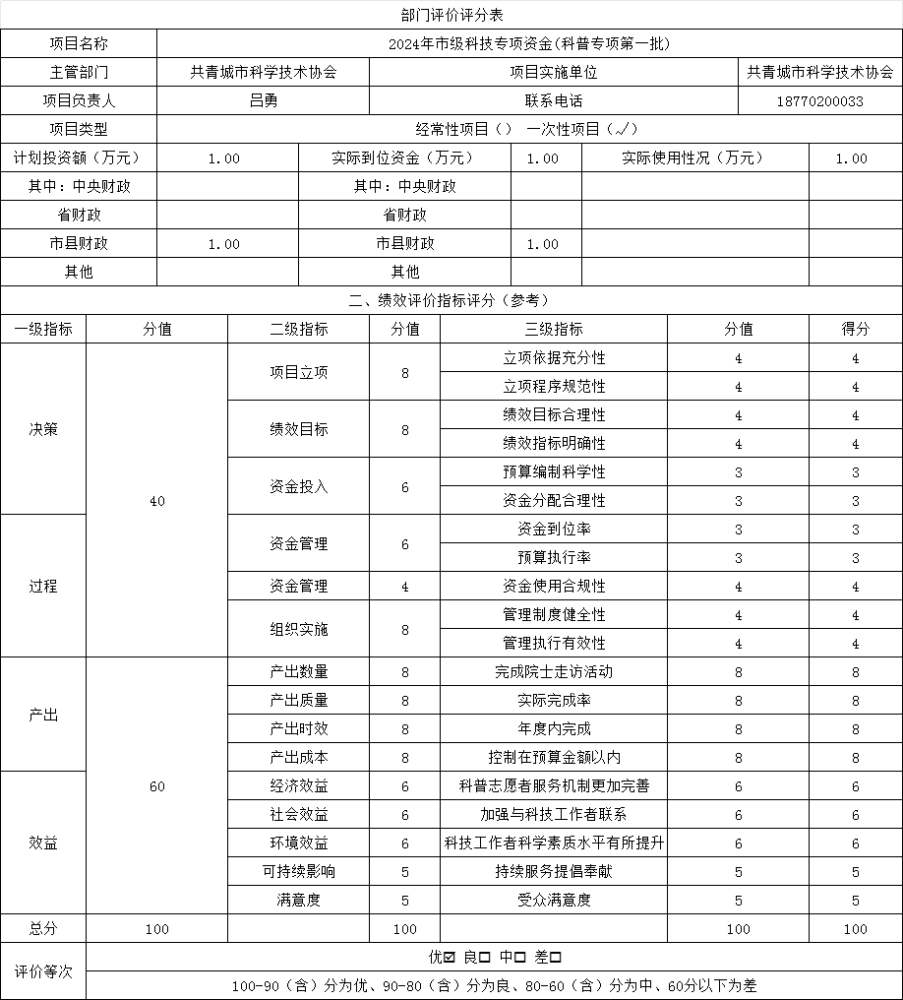 部门评价评分表
项目名称 2024年市级科技专项资金(科普专项第一批)
主管部门 共青城市科学技术协会 项目实施单位 共青城市科学技术协会
项目负责人 吕勇 联系电话 18770200033
项目类型 经常性项目（） 一次性项目（√）
计划投资额（万元） 1.00 实际到位资金（万元） 1.00 实际使用性况（万元） 1.00
其中：中央财政 其中：中央财政
省财政 省财政
市县财政 1.00 市县财政 1.00
其他 其他
二、绩效评价指标评分（参考）
一级指标 分值 二级指标 分值 三级指标 分值 得分
决策 40 项目立项 8 立项依据充分性 4 4
立项程序规范性 4 4
绩效目标 8 绩效目标合理性 4 4
绩效指标明确性 4 4
资金投入 6 预算编制科学性 3 3
资金分配合理性 3 3
过程 资金管理 6 资金到位率 3 3
预算执行率 3 3
资金管理 4 资金使用合规性 4 4
组织实施 8 管理制度健全性 4 4
管理执行有效性 4 4
产出 60 产出数量 8 完成院士走访活动 8 8
产出质量 8 实际完成率 8 8
产出时效 8 年度内完成 8 8
产出成本 8 控制在预算金额以内 8 8
效益 经济效益 6 科普志愿者服务机制更加完善 6 6
社会效益 6 加强与科技工作者联系 6 6
环境效益 6 科技工作者科学素质水平有所提升 6 6
可持续影响 5 持续服务提倡奉献 5 5
满意度 5 受众满意度 5 5
总分 100 100 100 100
评价等次 优☑ 良□ 中□ 差□
100-90（含）分为优、90-80（含）分为良、80-60（含）分为中、60分以下为差